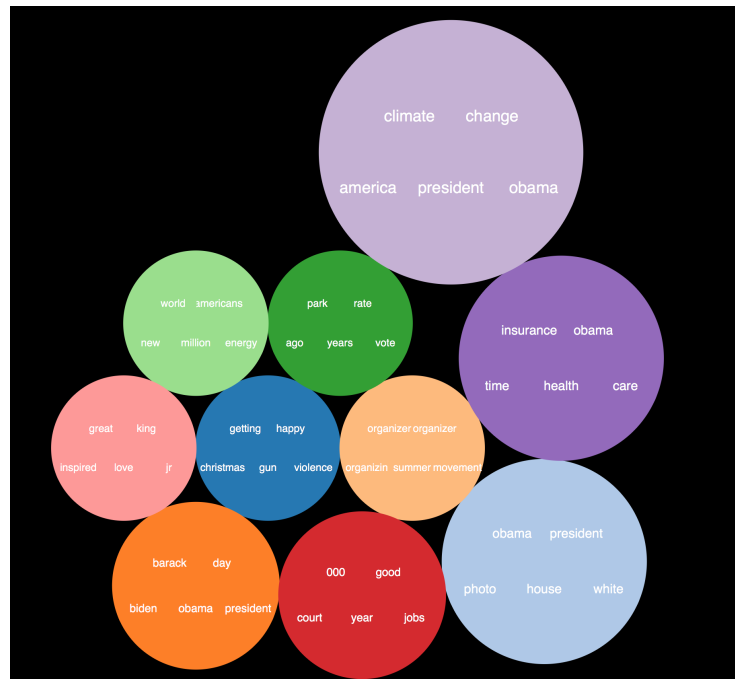 climate change
america president obama
world americans
new million energy
park rate
ago years vote
insurance obama
time health care
great king
inspired love jr
getting happy
christmas gun violence
organizer organizer
organizin summer movement
barack day
biden obama president
000 good
court year jobs
obama president
photo house white